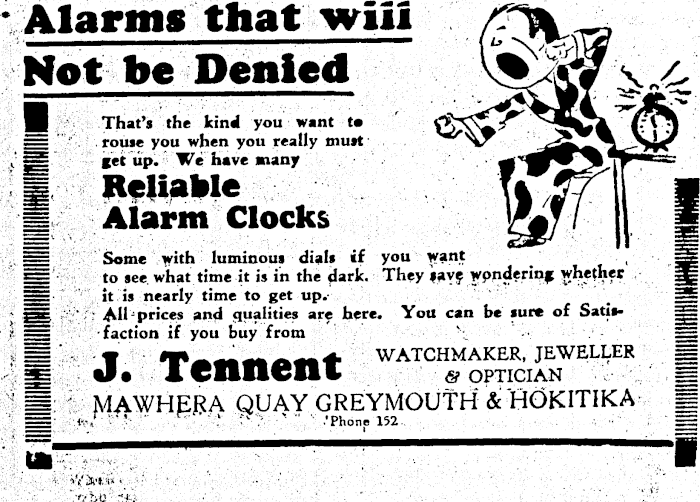 Alarms that will
Not be Denied
That's the kind you want to
rouse you when you really must
get up. We have many
Reliable
Alarm Clocks
Some with luminous dials if you want
to see what time it is in the dark. They save wondering whether
it is nearly time to get up.
All prices and qualities are here. You can be sure of Satis-
faction if you buy from
J. Tennent
WATCHMAKER, JEWELLER
& OPTICIAN
MAWHERA QUAY GREYMOUTH & HOKITIKA
Phone 152